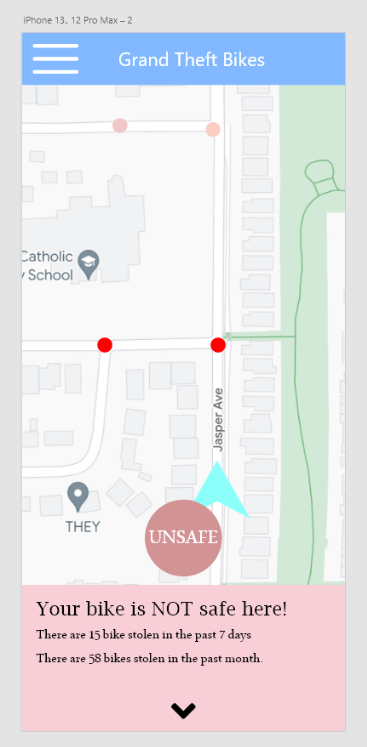 iPhone 13, 12 Pro Max – 2
Grand Theft Bikes
Catholic
y School
Jasper Ave
THEY
UNSAFE
Your bike is NOT safe here!
There are 15 bike stolen in the past 7 days
There are 58 bikes stolen in the past month.